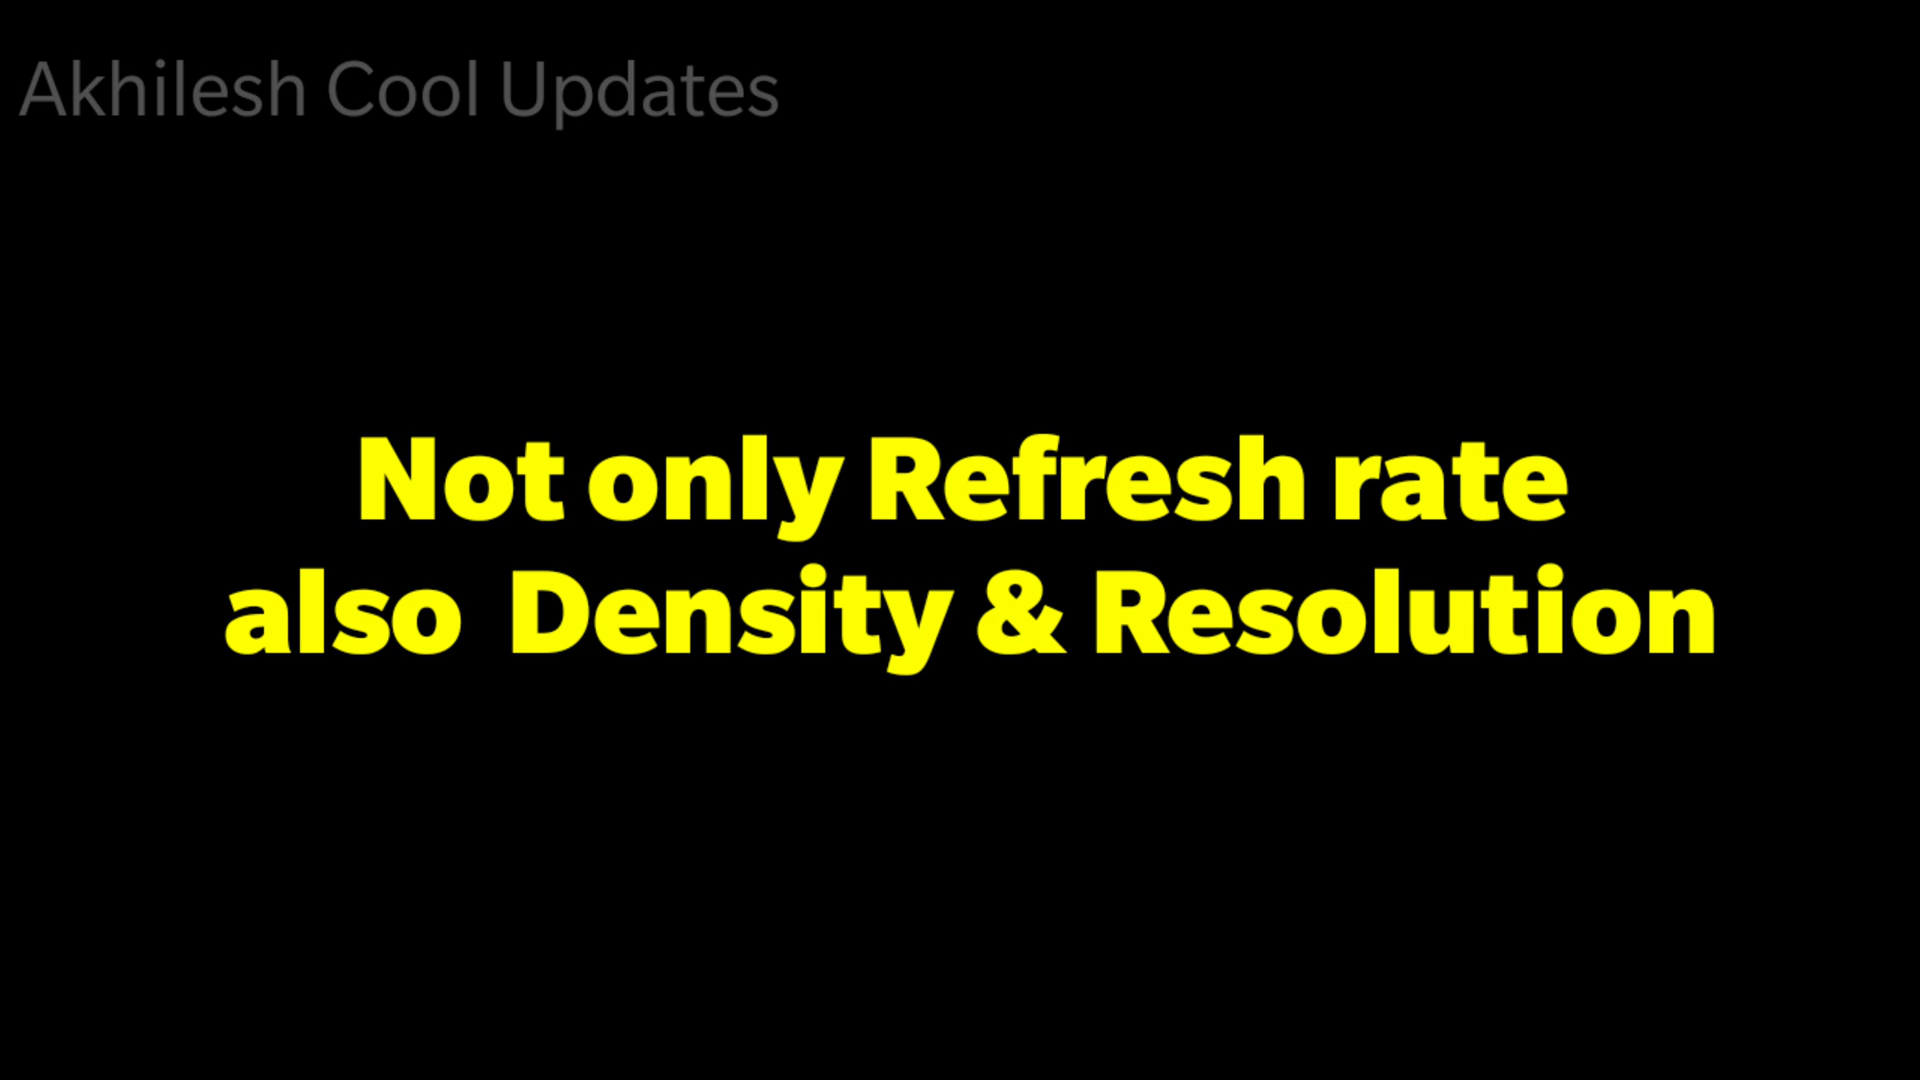 Akhilesh Cool Updates
Not only Refresh rate
also  Density & Resolution